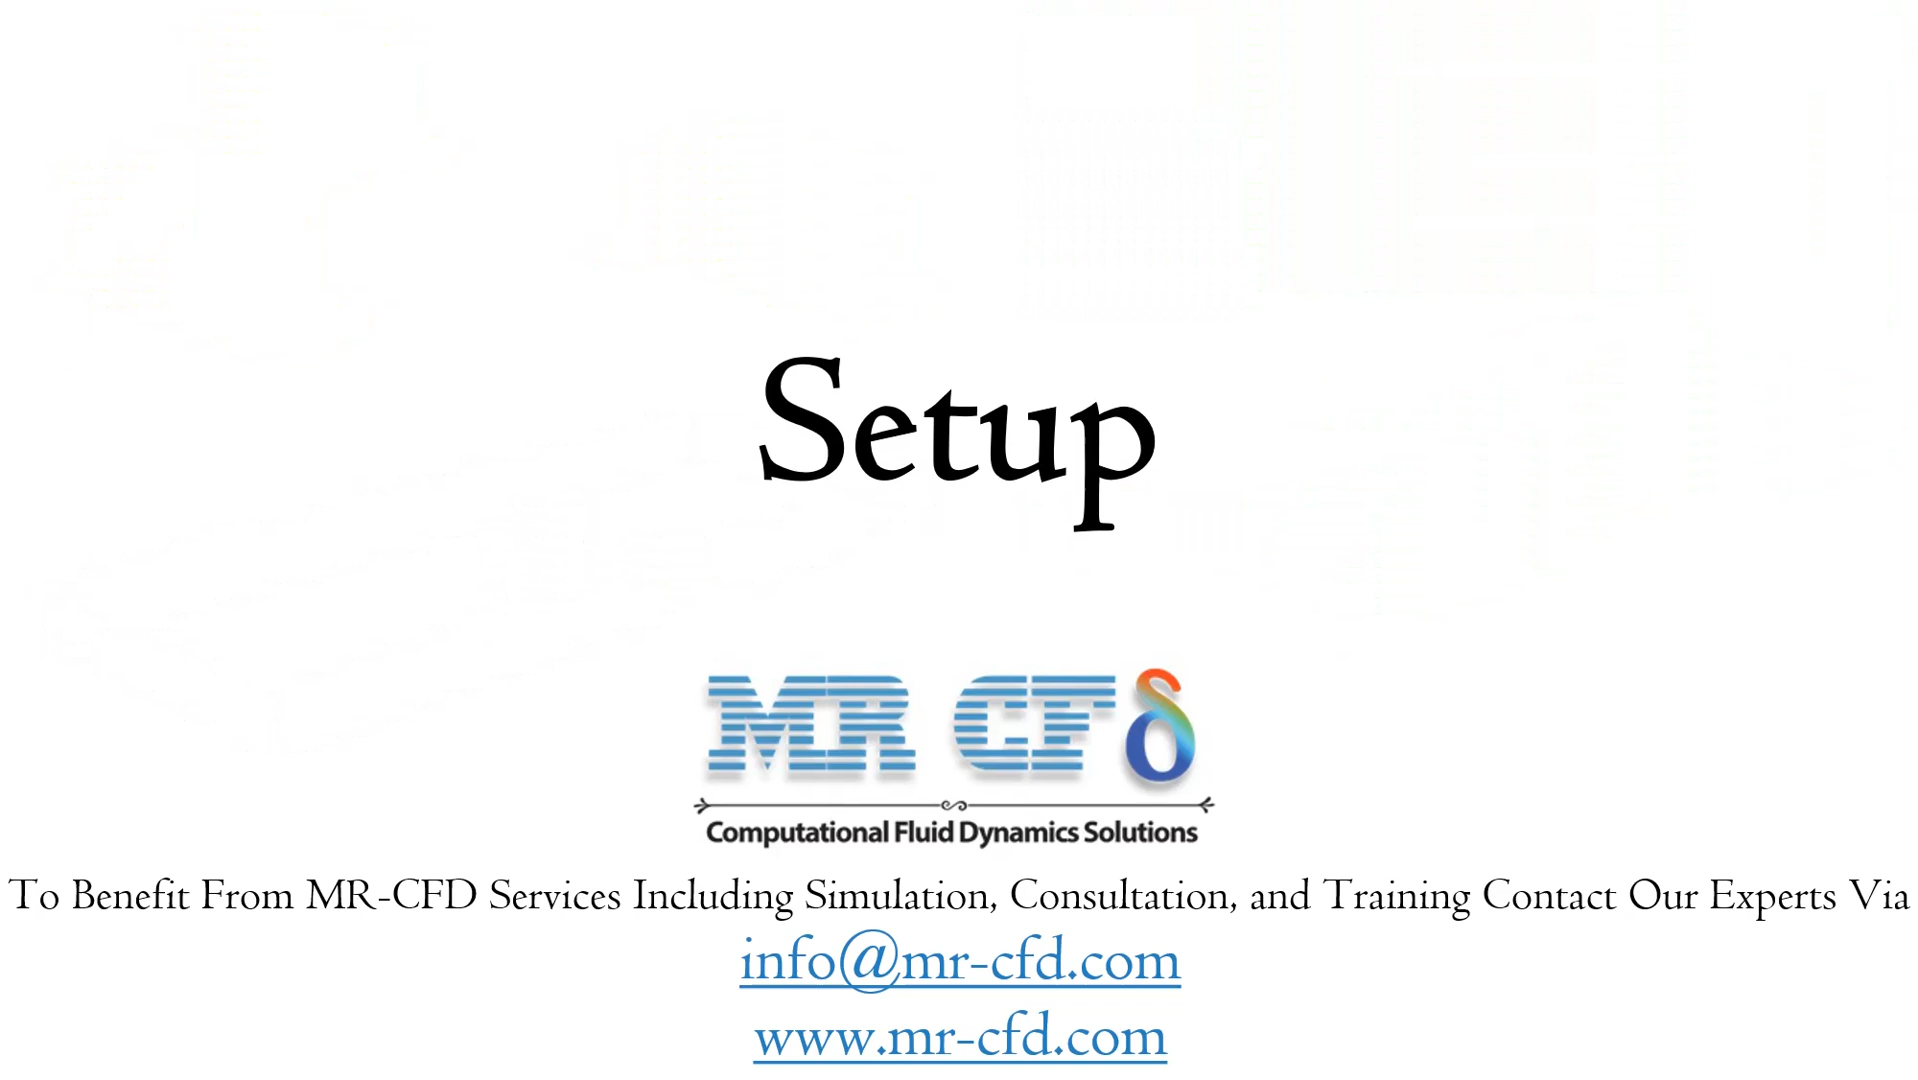 Setup
MR CFδ
Computational Fluid Dynamics Solutions
To Benefit From MR-CFD Services Including Simulation, Consultation, and Training Contact Our Experts Via
info@mr-cfd.com
www.mr-cfd.com